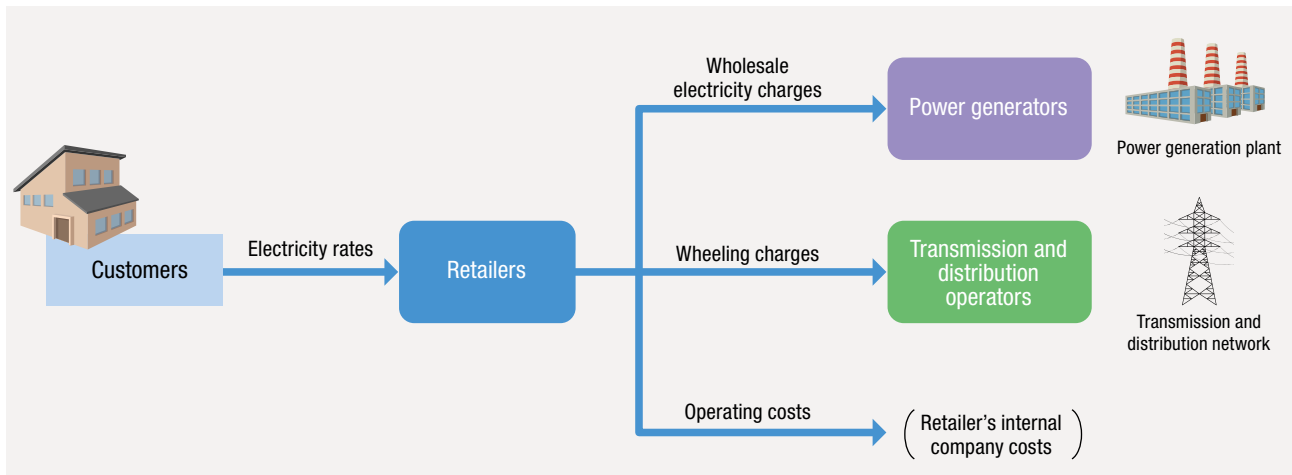 Wholesale
electricity charges
Power generators
Power generation plant
Customers
Electricity rates
Retailers
Wheeling charges
Transmission and
distribution
operators
Transmission and
distribution network
Operating costs
(Retailer’s internal
company costs)